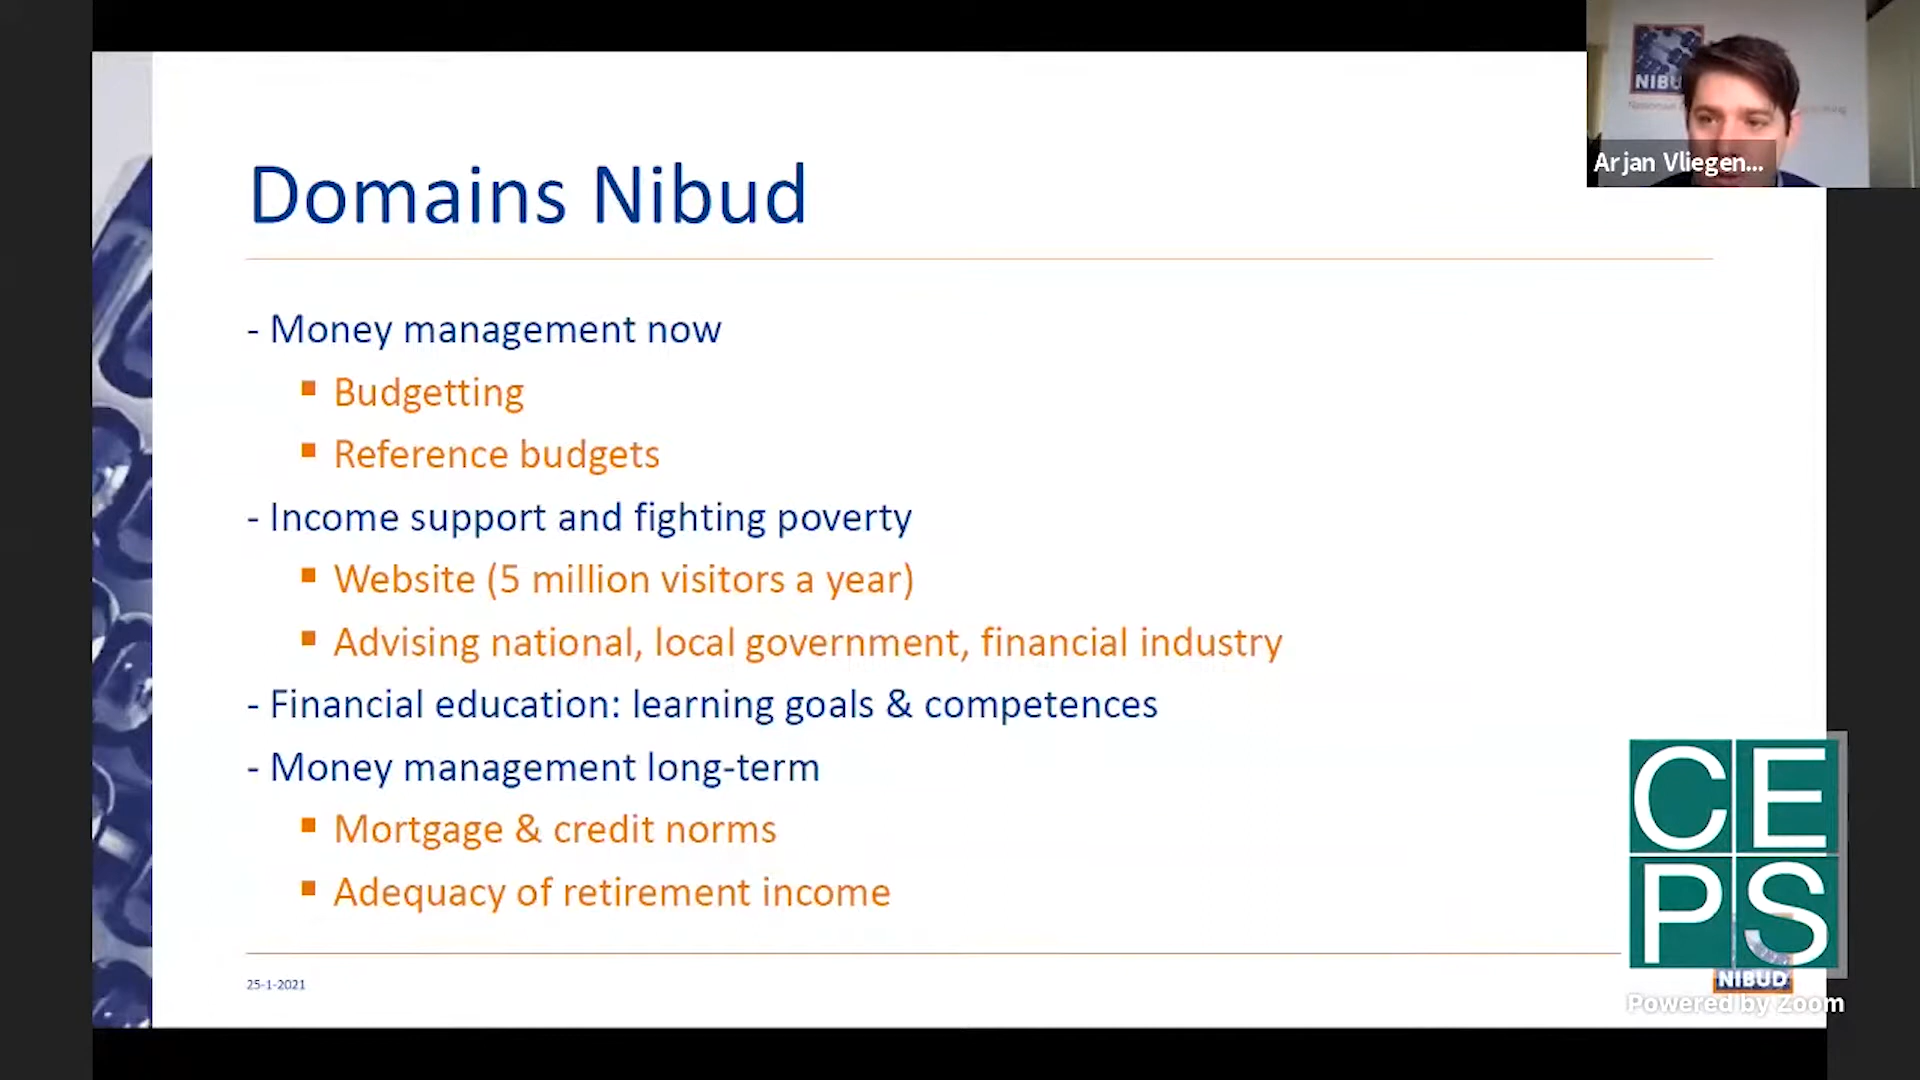 NIBU
Arjan Vliegen...
Domains Nibud
- Money management now
▪ Budgetting
▪ Reference budgets
- Income support and fighting poverty
▪ Website (5 million visitors a year)
▪ Advising national, local government, financial industry
- Financial education: learning goals & competences
- Money management long-term
▪ Mortgage & credit norms
▪ Adequacy of retirement income
CE
PS
25-1-2021
NIBUD
Powered by Zoom